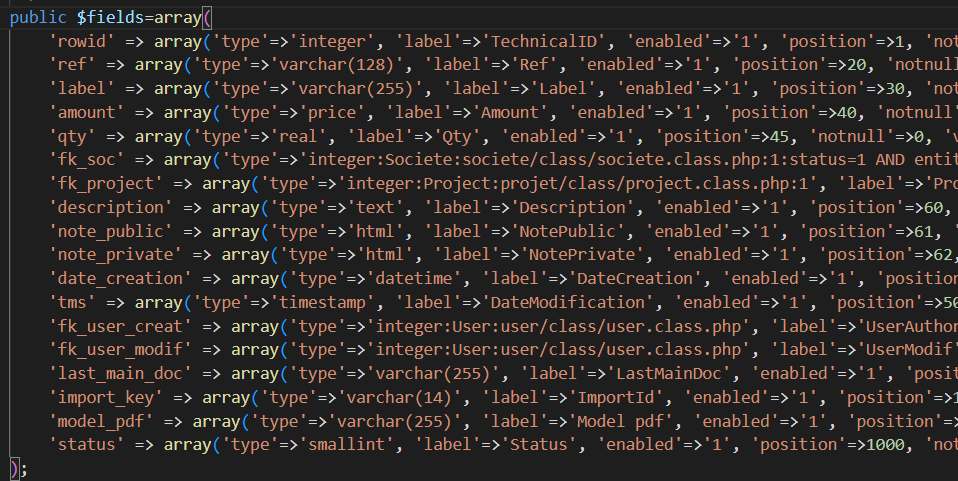 public $fields=array(
'rowid' => array('type'=>'integer', 'label'=>'TechnicalID', 'enabled'=>'1', 'position'=>1, 'not
'ref' => array('type'=>'varchar(128)', 'label'=>'Ref', 'enabled'=>'1', 'position'=>20, 'notnull
'label' => array('type'=>'varchar(255)', 'label'=>'Label', 'enabled'=>'1', 'position'=>30, 'not
'amount' => array('type'=>'price', 'label'=>'Amount', 'enabled'=>'1', 'position'=>40, 'notnull'
'qty' => array('type'=>'real', 'label'=>'Qty', 'enabled'=>'1', 'position'=>45, 'notnull'=>0, 'v
'fk_soc' => array('type'=>'integer:Societe:societe/class/societe.class.php:1:status=1 AND entit
'fk_project' => array('type'=>'integer:Project:projet/class/project.class.php:1', 'label'=>'Pro
'description' => array('type'=>'text', 'label'=>'Description', 'enabled'=>'1', 'position'=>60,
'note_public' => array('type'=>'html', 'label'=>'NotePublic', 'enabled'=>'1', 'position'=>61, '
'note_private' => array('type'=>'html', 'label'=>'NotePrivate', 'enabled'=>'1', 'position'=>62,
'date_creation' => array('type'=>'datetime', 'label'=>'DateCreation', 'enabled'=>'1', 'position
'tms' => array('type'=>'timestamp', 'label'=>'DateModification', 'enabled'=>'1', 'position'=>50
'fk_user_creat' => array('type'=>'integer:User:user/class/user.class.php', 'label'=>'UserAuthor
'fk_user_modif' => array('type'=>'integer:User:user/class/user.class.php', 'label'=>'UserModif'
'last_main_doc' => array('type'=>'varchar(255)', 'label'=>'LastMainDoc', 'enabled'=>'1', 'posit
'import_key' => array('type'=>'varchar(14)', 'label'=>'ImportId', 'enabled'=>'1', 'position'=>1
'model_pdf' => array('type'=>'varchar(255)', 'label'=>'Model pdf', 'enabled'=>'1', 'position'=>
'status' => array('type'=>'smallint', 'label'=>'Status', 'enabled'=>'1', 'position'=>1000, 'not
);